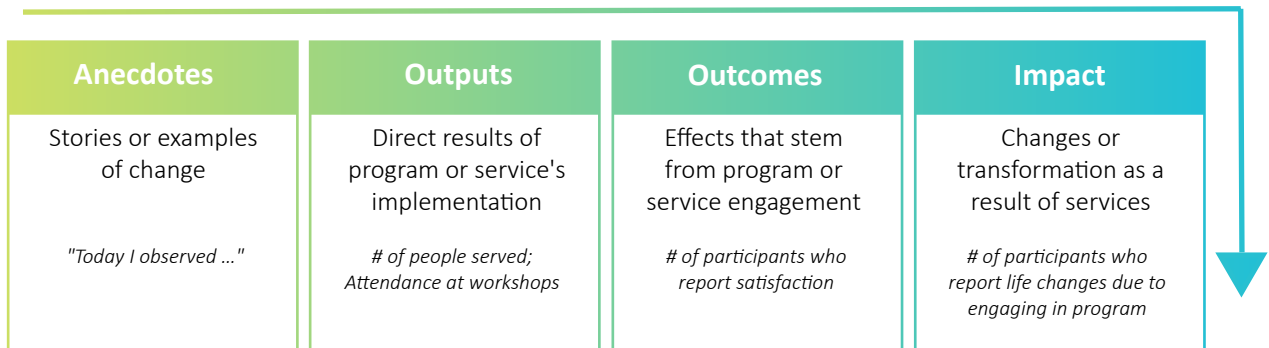 Anecdotes
Stories or examples
of change
"Today I observed ..."
Outputs
Direct results of
program or service's
implementation
# of people served;
Attendance at workshops
Outcomes
Effects that stem
from program or
service engagement
# of participants who
report satisfaction
Impact
Changes or
transformation as a
result of services
# of participants who
report life changes due to
engaging in program